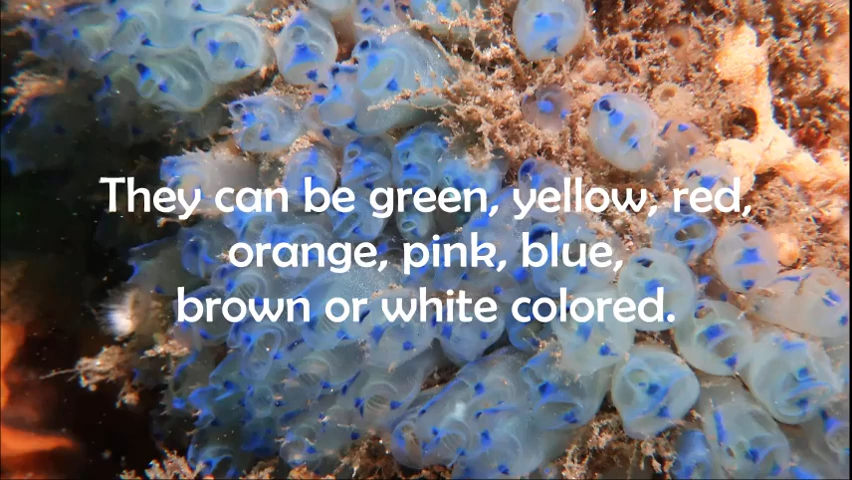 They can be green, yellow, red,
orange, pink, blue,
brown or white colored.